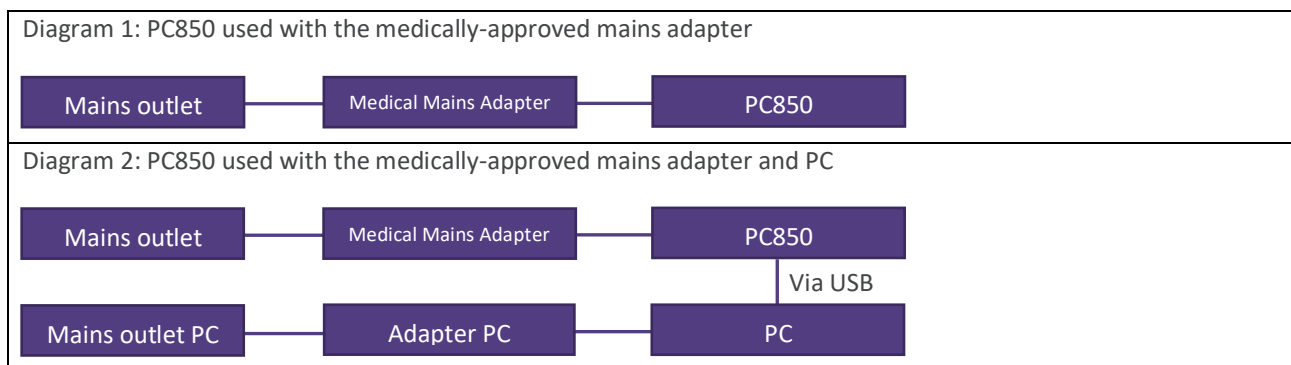 Diagram 1: PC850 used with the medically-approved mains adapter
Mains outlet Medical Mains Adapter PC850
Diagram 2: PC850 used with the medically-approved mains adapter and PC
Mains outlet Medical Mains Adapter PC850
Via USB
Mains outlet PC Adapter PC PC